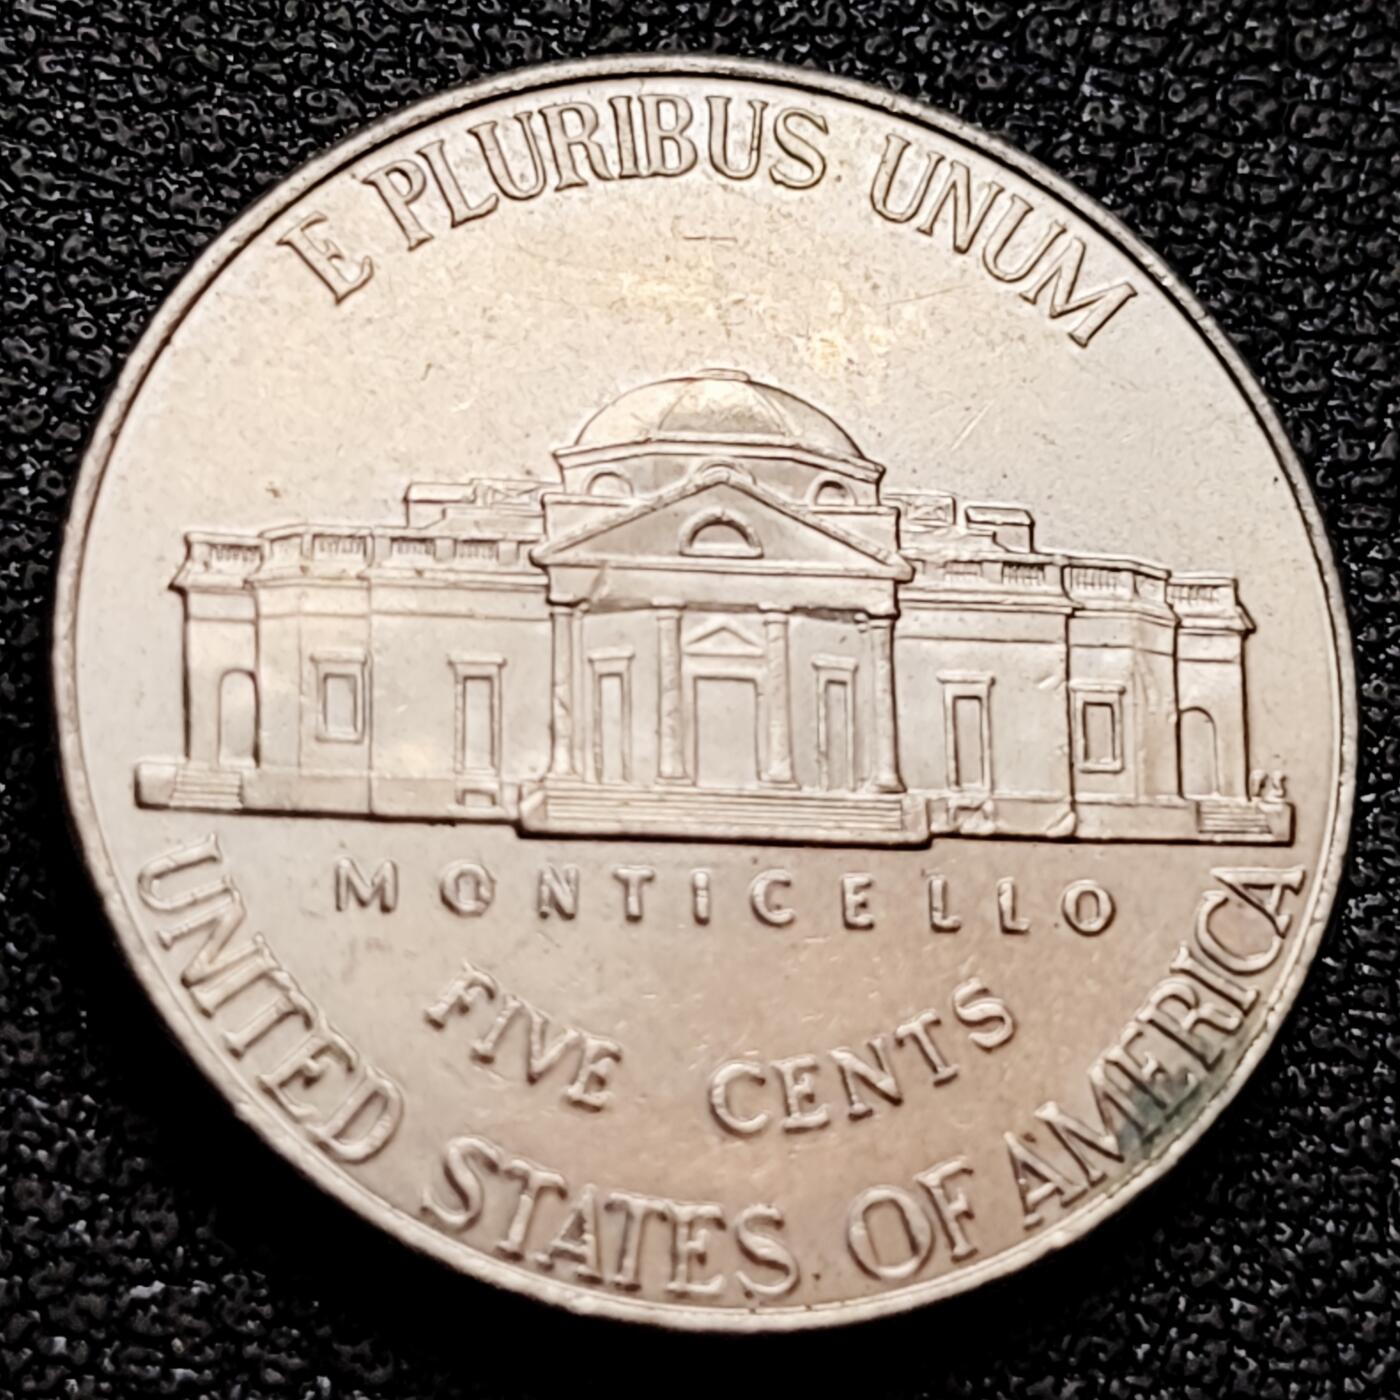 E PLURIBUS UNUM
MONTICELLO
FIVE CENTS
UNITED STATES OF AMERICA